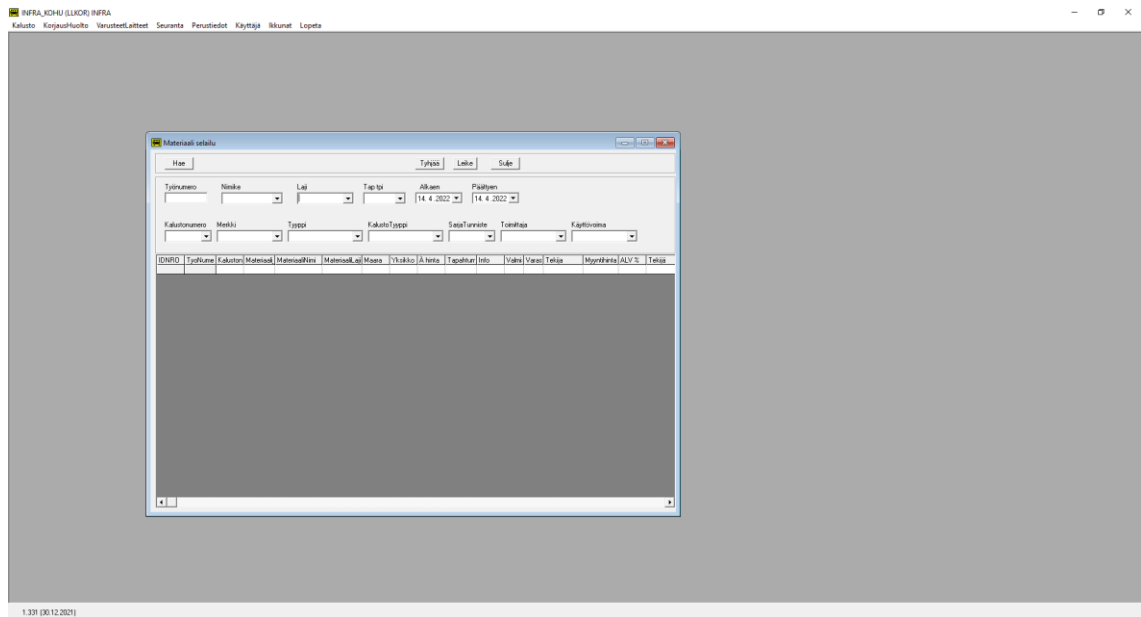 INFRA_KOHU (LLKOR) INFRA
Kalusto KorjausHuolto VarusteetLaitteet Seuranta Perustiedot Käyttäjä Ikkunat Lopeta
Materiaali selailu
Hae Tyhjää Leike Sulje
Työnumero Nimike Laji Tap tpi Alkaen Päättyen
14. 4 .2022 14. 4 .2022
Kalustonumero Merkki Tyyppi KalustoTyyppi SarjaTunniste Toimittaja Käyttövoima
IDNRO TyoNume Kaluston Materiaali MateriaaliNimi MateriaaliLaji Maara Yksikko A hinta Tapahtum Info Valmi Varas Tekija Myyntihinta ALV % Tekijä
1.331 (30.12.2021)